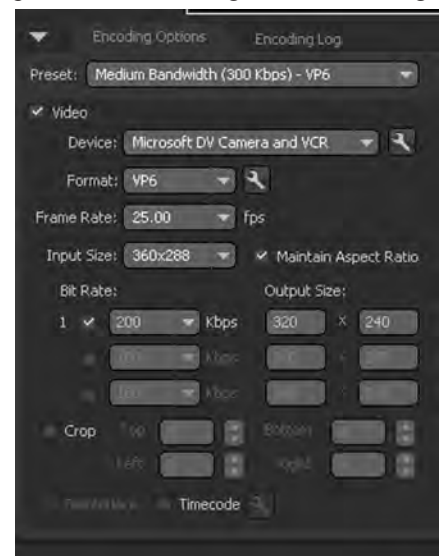 Encoding Options Encoding Log
Preset: Medium Bandwidth (300 Kbps) - VP6
Video
Device: Microsoft DV Camera and VCR
Format: VP6
Frame Rate: 25.00 fps
Input Size: 360x288 Maintain Aspect Ratio
Bit Rate: Output Size:
1 200 Kbps 320 X 240
Kbps
Kbps
Crop Top Bottom
Left Right
Timecode